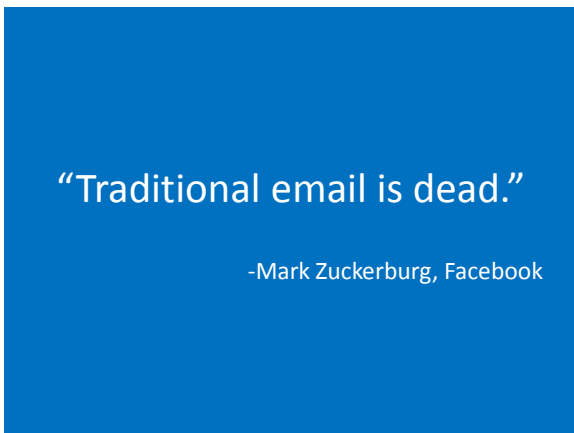 “Traditional email is dead.”
-Mark Zuckerburg, Facebook